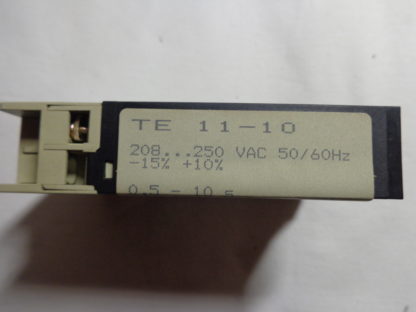 TE 11-10
208...250 VAC 50/60Hz
-15% +10%
0,5 - 10 s